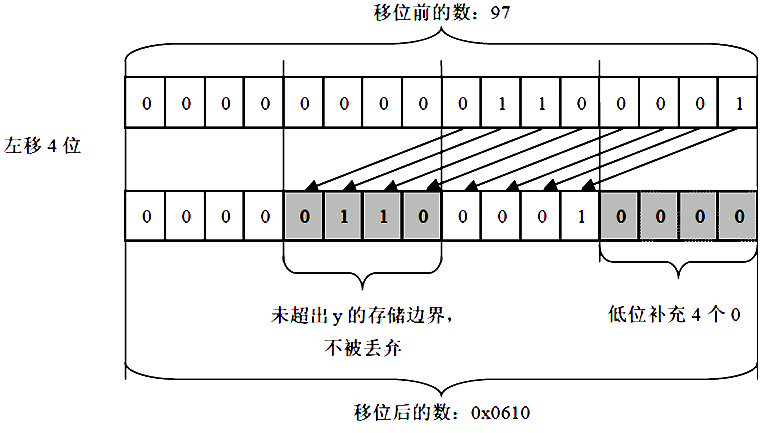 移位前的数：97
0 0 0 0 0 0 0 0 0 1 1 0 0 0 0 1
左移 4 位
0 0 0 0 0 1 1 0 0 0 0 1 0 0 0 0
未超出 y 的存储边界，
不被丢弃
低位补充 4 个 0
移位后的数：0x0610